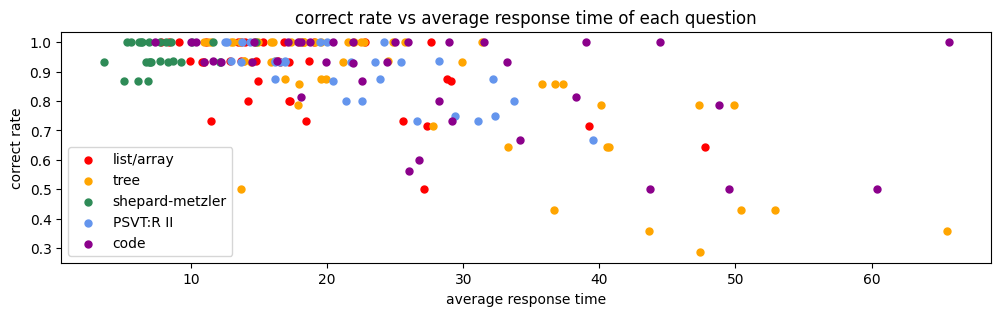 correct rate vs average response time of each question
correct rate
1.0
0.9
0.8
0.7
0.6
0.5
0.4
0.3
list/array
tree
shepard-metzler
PSVT:R II
code
10 20 30 40 50 60
average response time